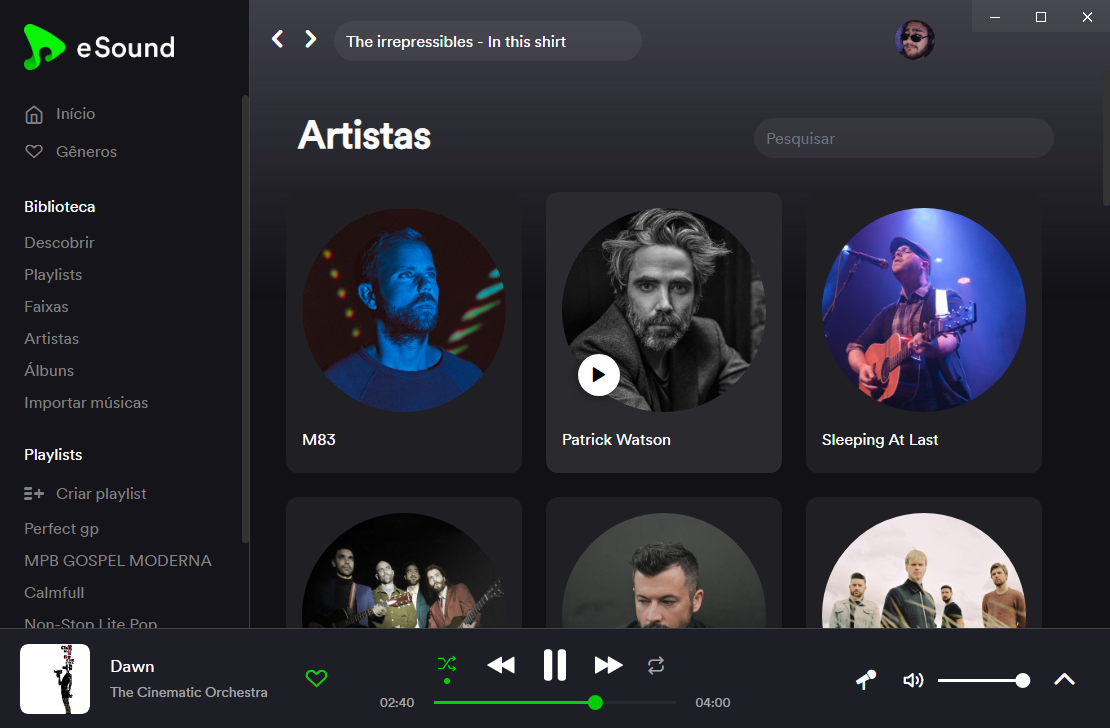 eSound
The irrepressibles - In this shirt
Início
Gêneros
Biblioteca
Descobrir
Playlists
Faixas
Artistas
Álbuns
Importar músicas
Playlists
Criar playlist
Perfect gp
MPB GOSPEL MODERNA
Calmfull
Non-Stop Lite Pop
Artistas
Pesquisar
M83
Patrick Watson
Sleeping At Last
Dawn
The Cinematic Orchestra
02:40
04:00